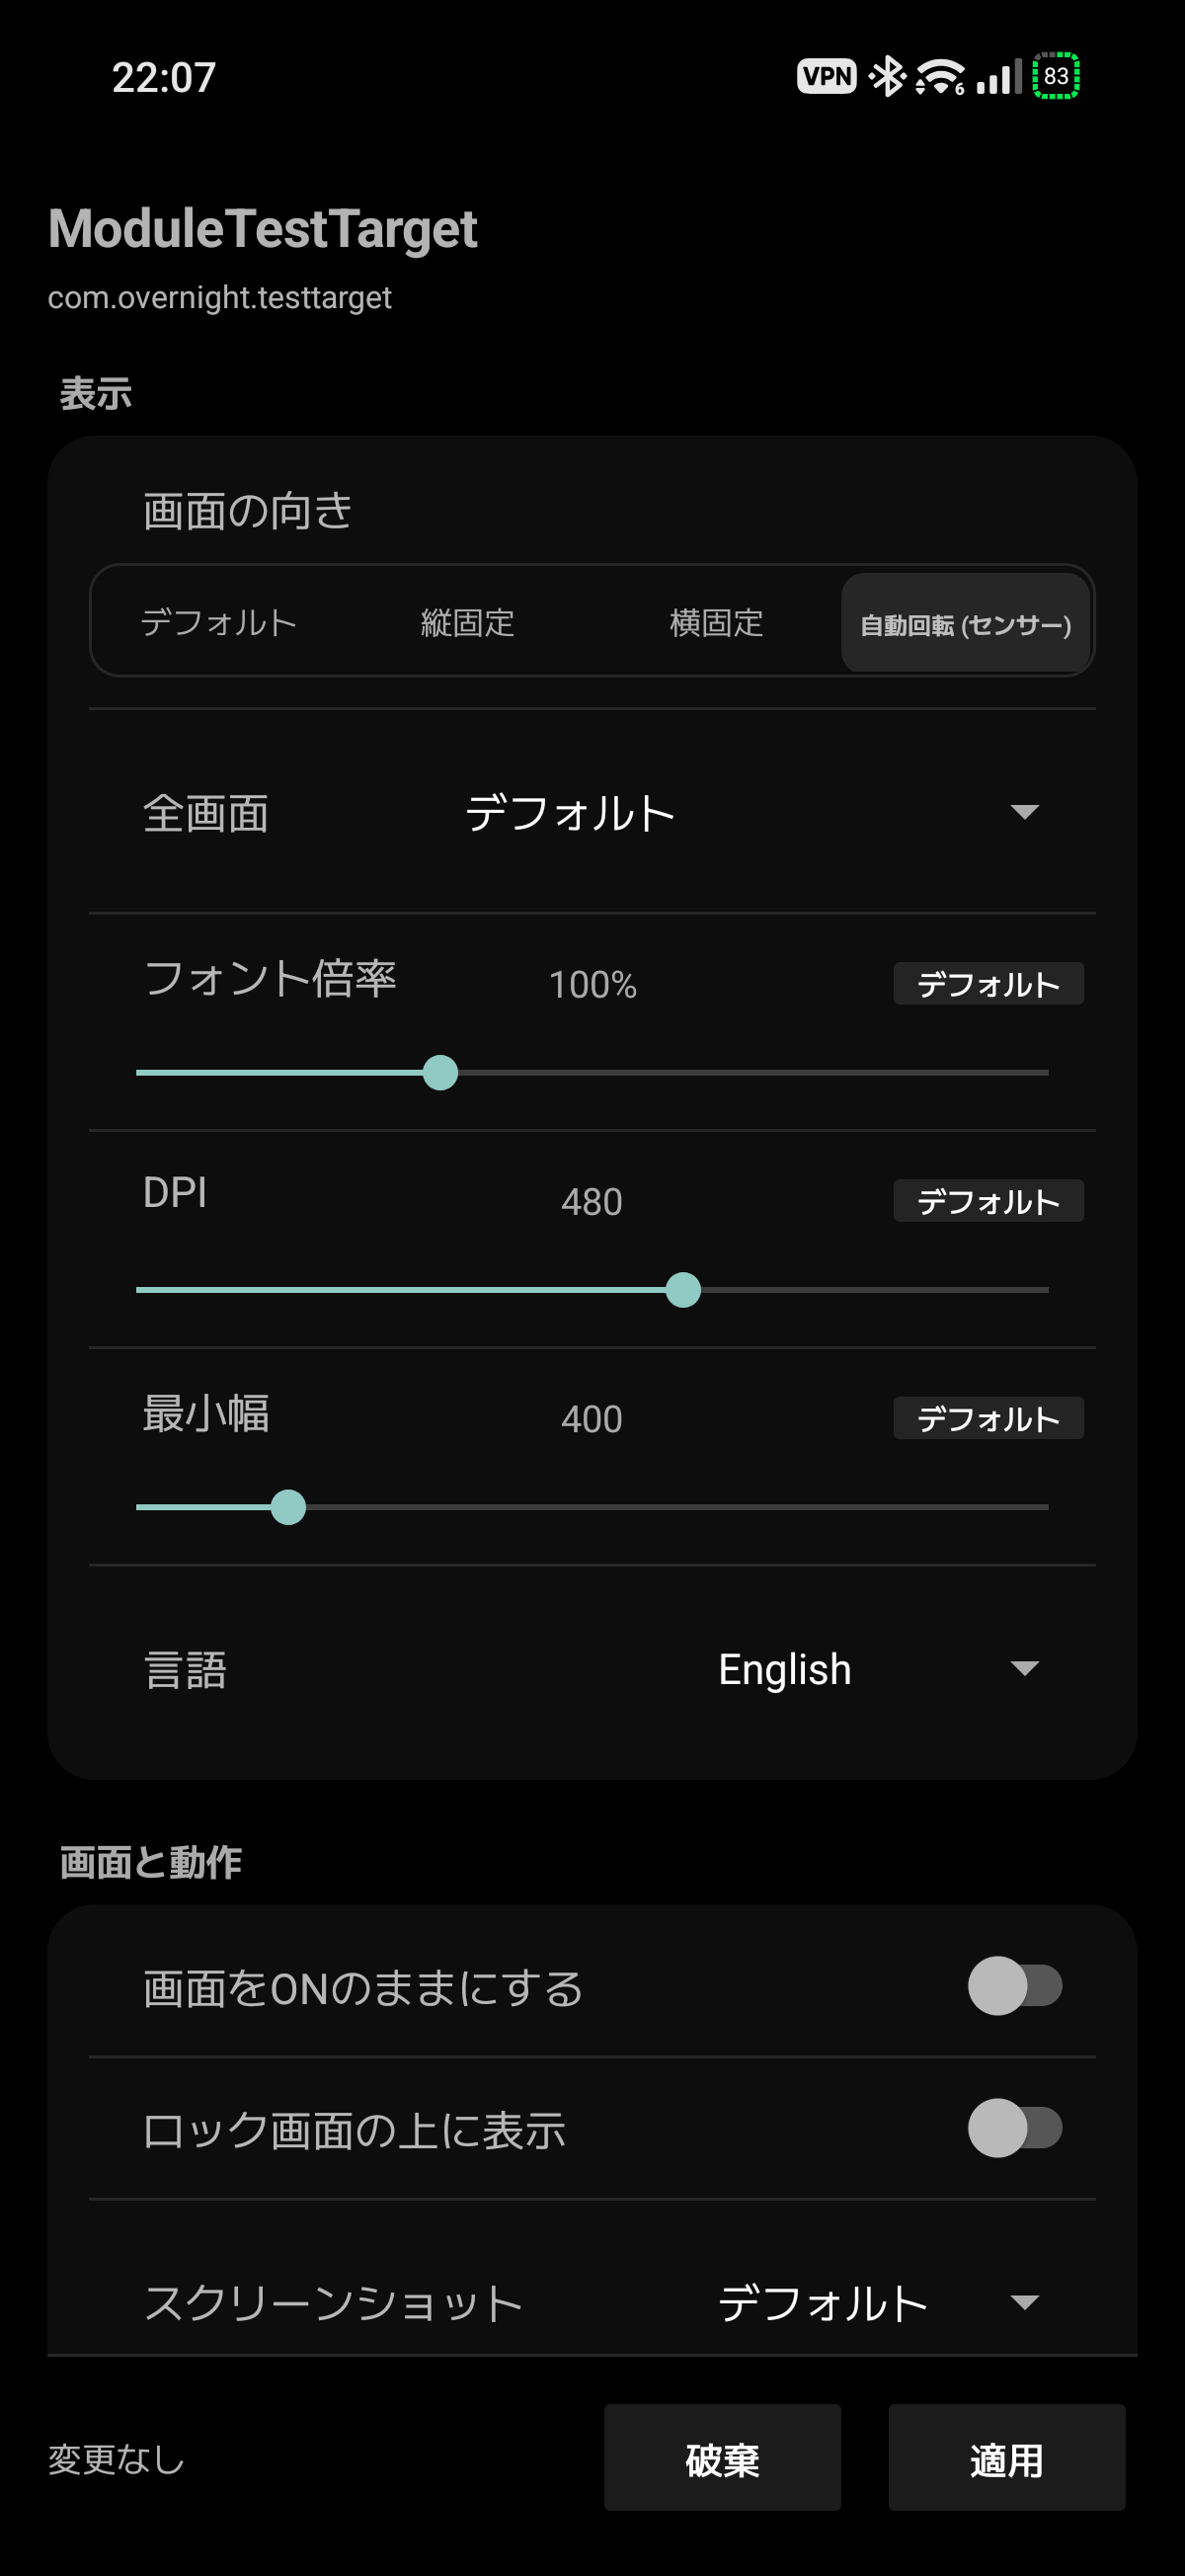 22:07 VPN 6 83
ModuleTestTarget
com.overnight.testtarget
表示
画面の向き
デフォルト 縦固定 横固定 自動回転 (センサー)
全画面 デフォルト
フォント倍率 100% デフォルト
DPI 480 デフォルト
最小幅 400 デフォルト
言語 English
画面と動作
画面をONのままにする
ロック画面の上に表示
スクリーンショット デフォルト
変更なし 破棄 適用